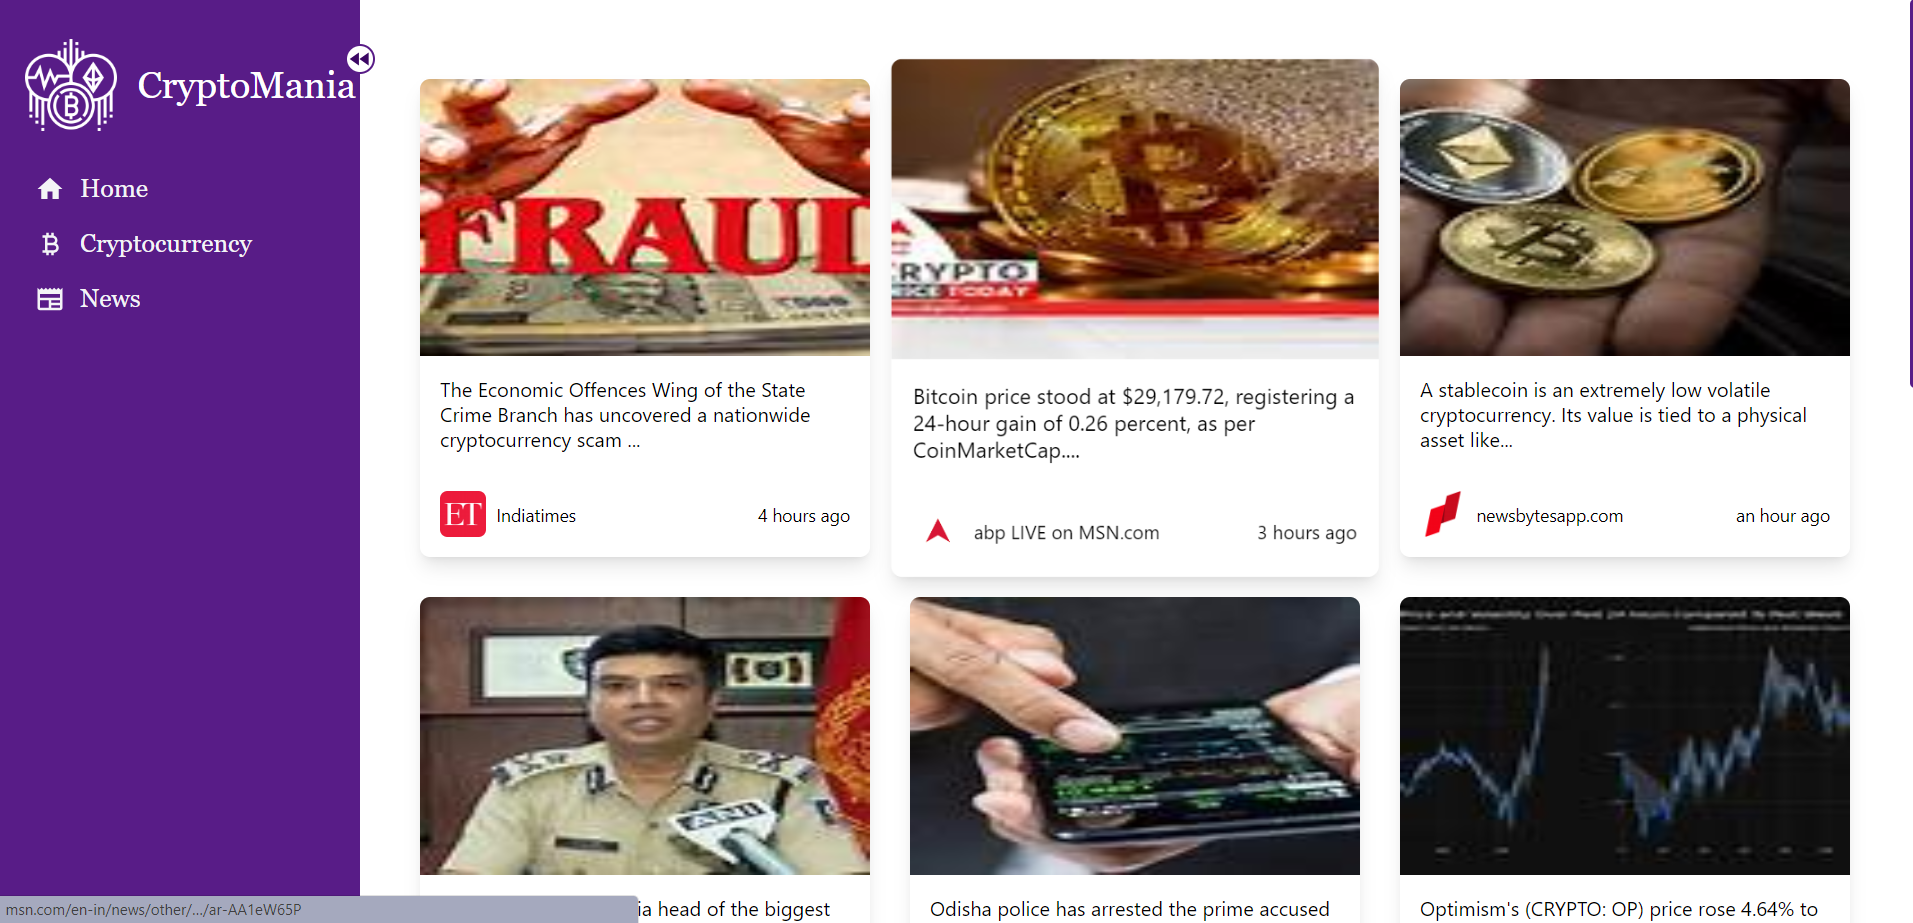 CryptoMania
Home
Cryptocurrency
News
FRAUD
The Economic Offences Wing of the State
Crime Branch has uncovered a nationwide
cryptocurrency scam ...
ET Indiatimes 4 hours ago
CRYPTO
PRICE TODAY
Bitcoin price stood at $29,179.72, registering a
24-hour gain of 0.26 percent, as per
CoinMarketCap....
abp LIVE on MSN.com 3 hours ago
A stablecoin is an extremely low volatile
cryptocurrency. Its value is tied to a physical
asset like...
newsbytesapp.com an hour ago
ANI
ia head of the biggest
Odisha police has arrested the prime accused
Optimism's (CRYPTO: OP) price rose 4.64% to
msn.com/en-in/news/other/.../ar-AA1eW65P